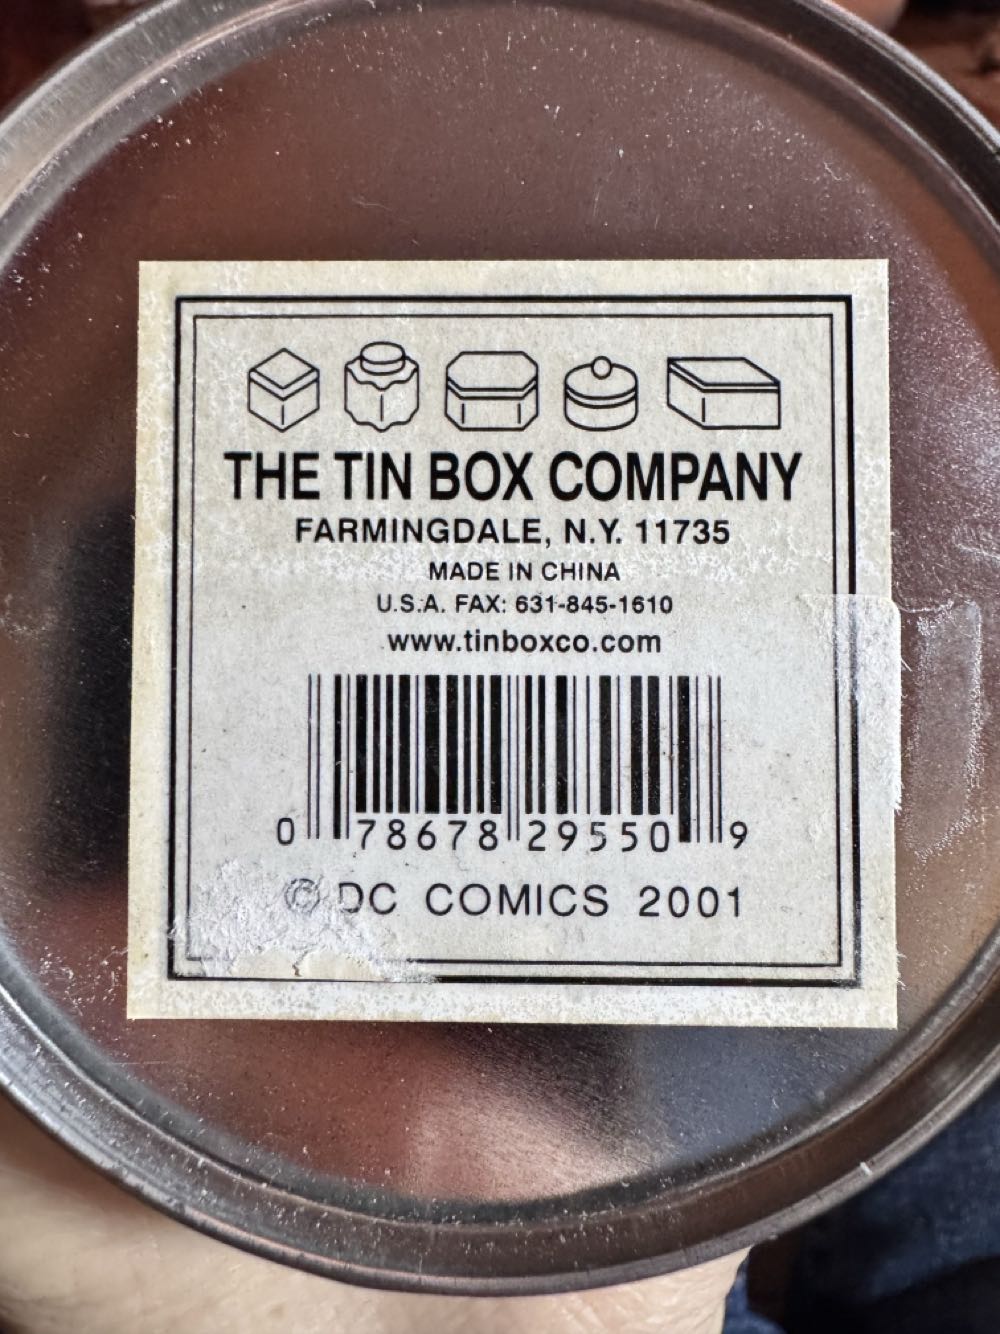 THE TIN BOX COMPANY
FARMINGDALE, N.Y. 11735
MADE IN CHINA
U.S.A. FAX: 631-845-1610
www.tinboxco.com
0 78678 29550 9
© DC COMICS 2001